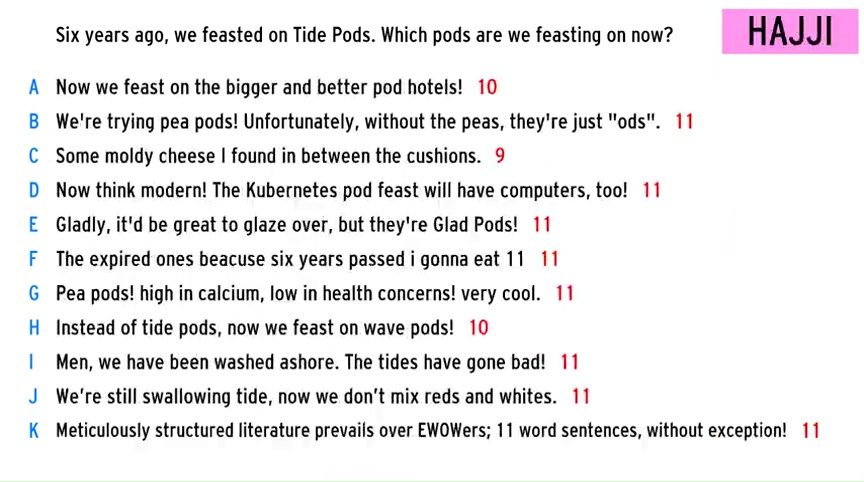 Six years ago, we feasted on Tide Pods. Which pods are we feasting on now?
HAJJI
A Now we feast on the bigger and better pod hotels! 10
B We're trying pea pods! Unfortunately, without the peas, they're just "ods". 11
C Some moldy cheese I found in between the cushions. 9
D Now think modern! The Kubernetes pod feast will have computers, too! 11
E Gladly, it'd be great to glaze over, but they're Glad Pods! 11
F The expired ones beacuse six years passed i gonna eat 11 11
G Pea pods! high in calcium, low in health concerns! very cool. 11
H Instead of tide pods, now we feast on wave pods! 10
I Men, we have been washed ashore. The tides have gone bad! 11
J We're still swallowing tide, now we don't mix reds and whites. 11
K Meticulously structured literature prevails over EWOWers; 11 word sentences, without exception! 11